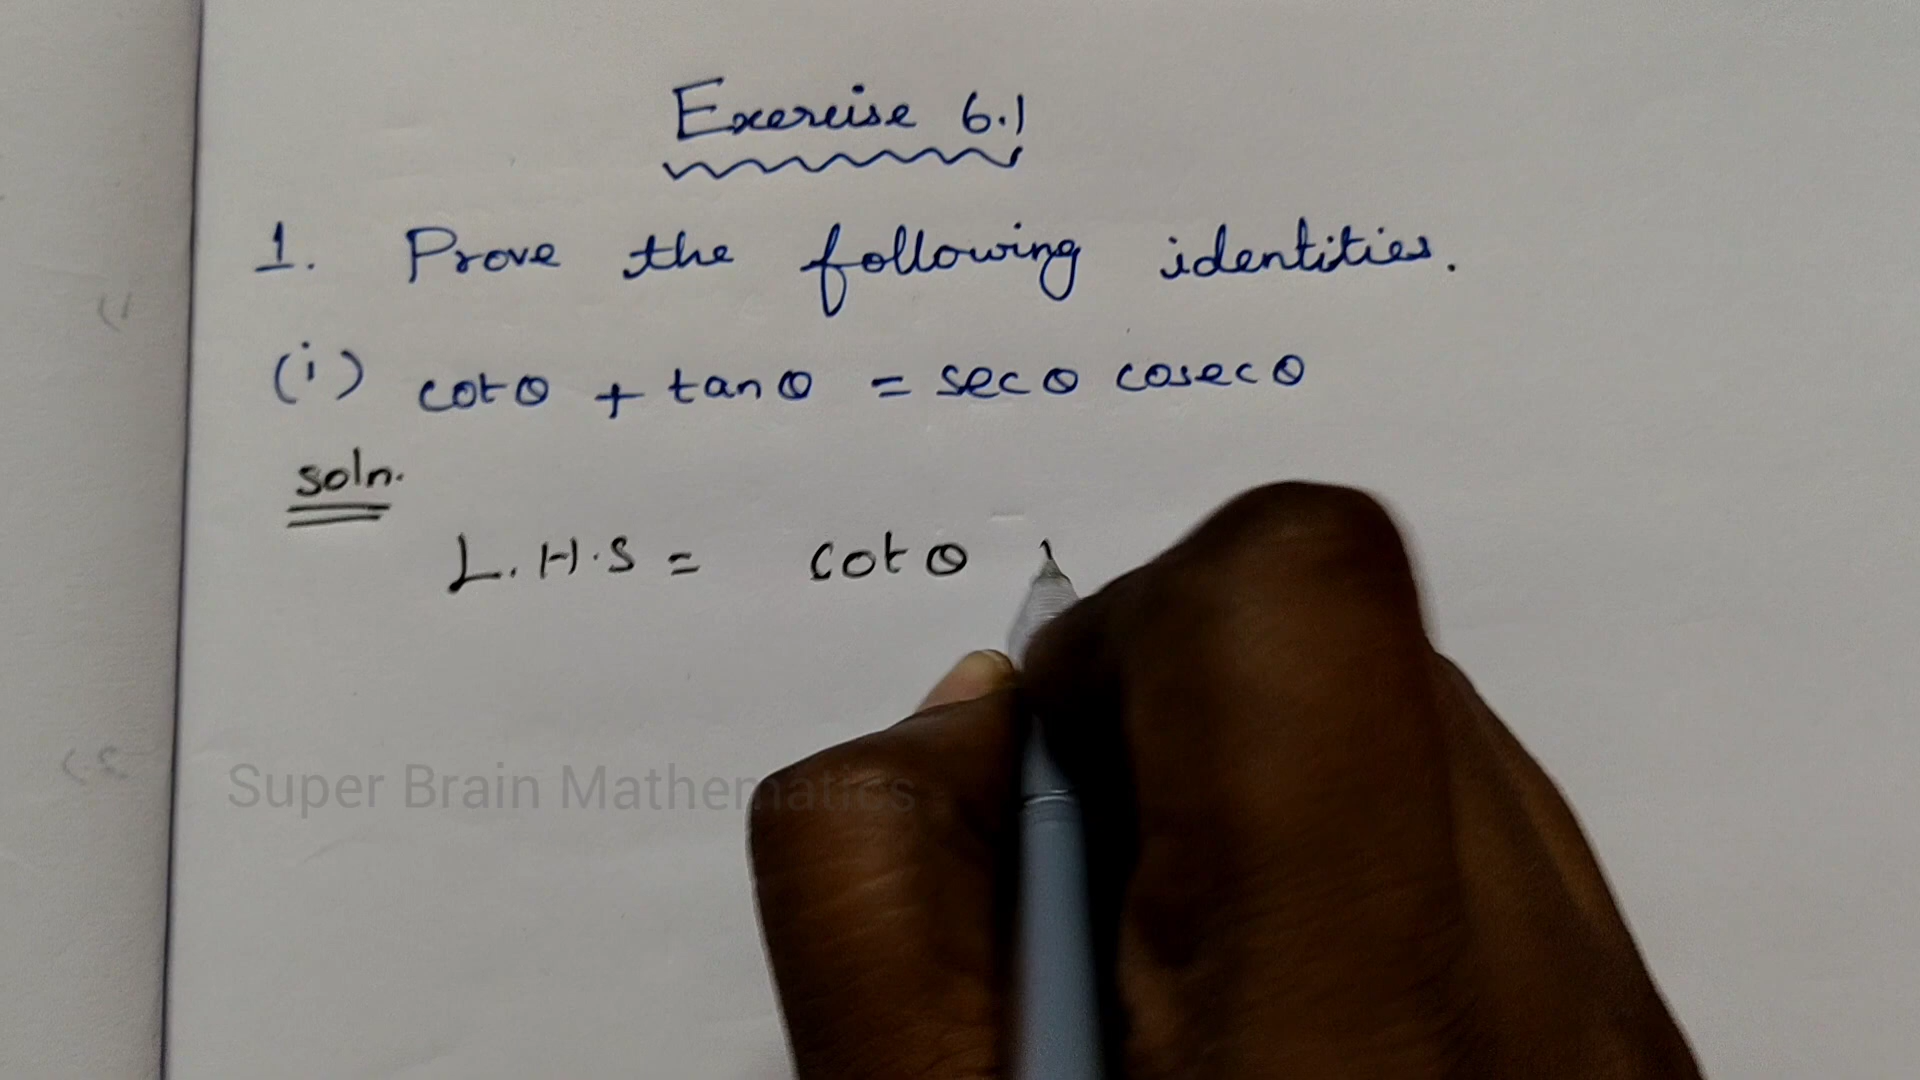 Exercise 6.1
1. Prove the following identities.
(i) cotθ + tanθ = secθ cosecθ
soln.
L.H.S = cotθ
Super Brain Mathematics